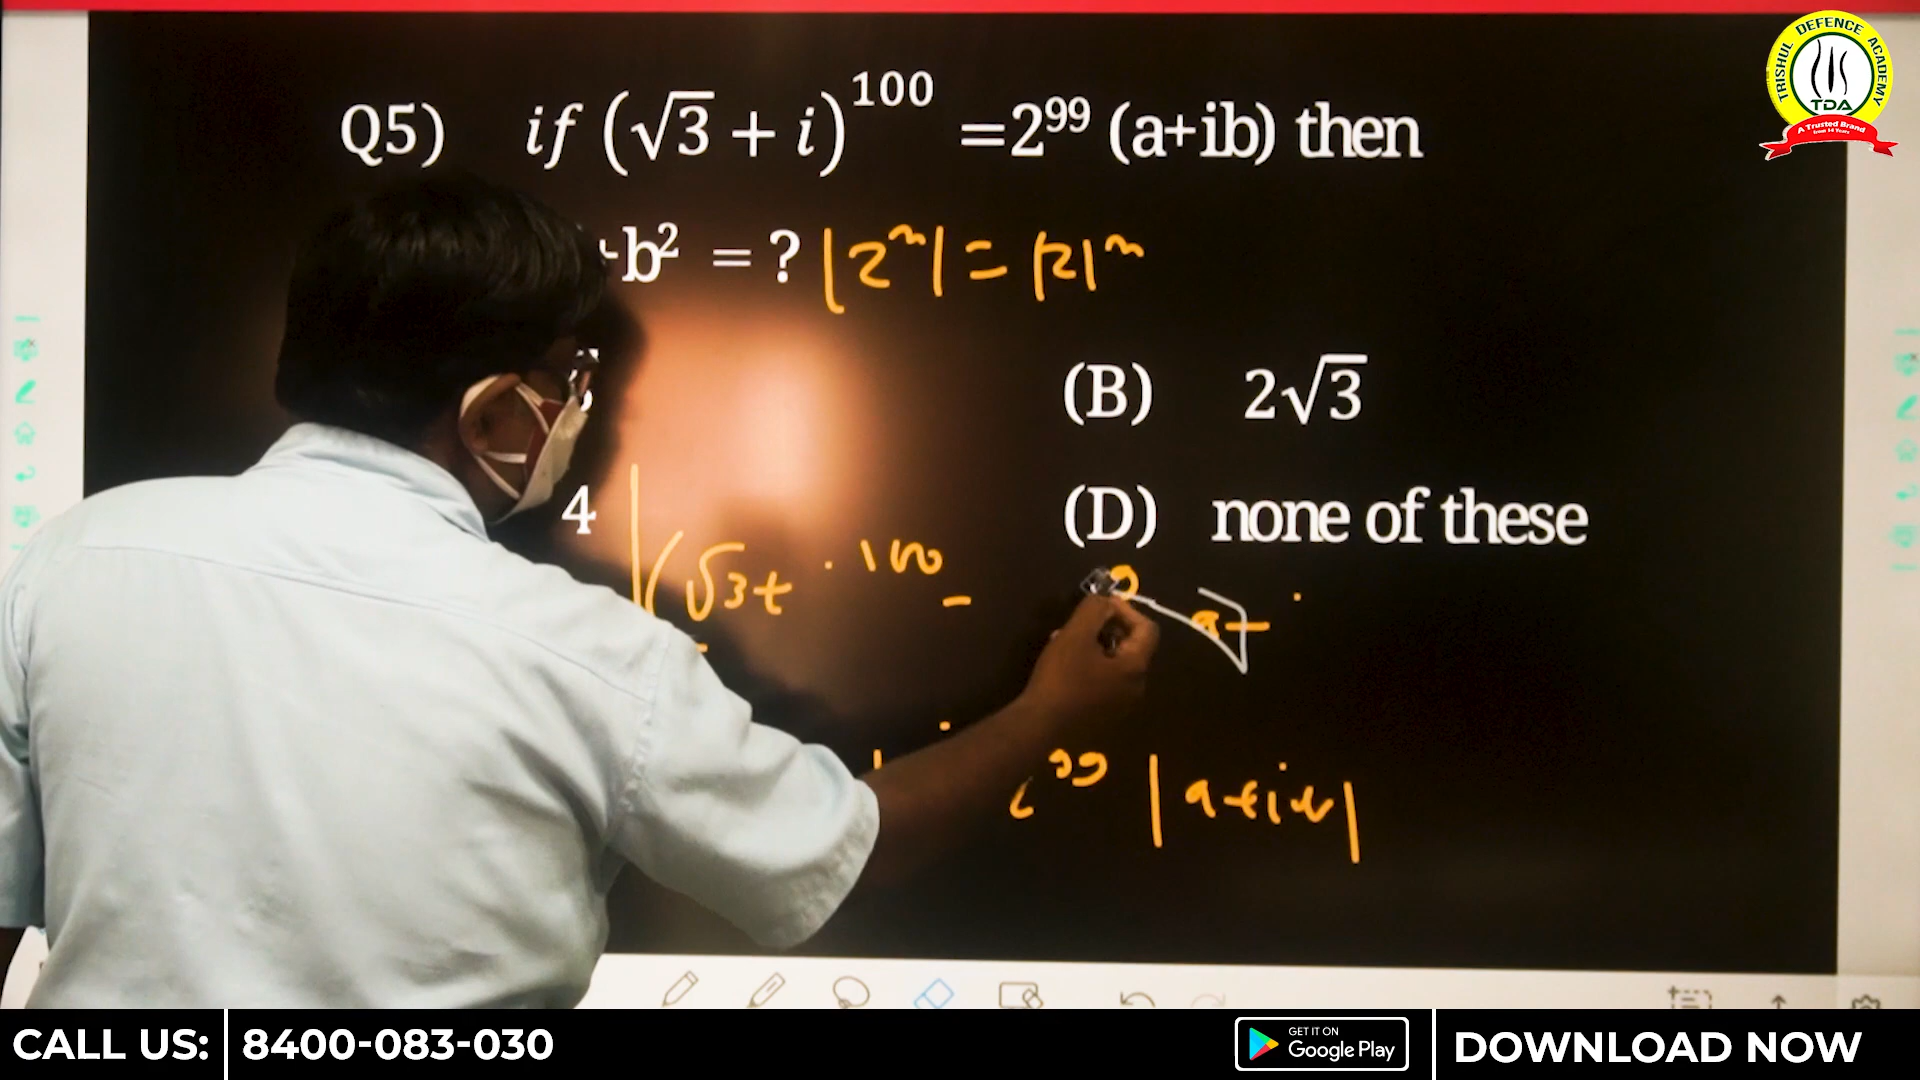 TRISHUL DEFENCE ACADEMY
TDA
A Trusted Brand
Q5) if (√3 + i)^100 =2^99 (a+ib) then
b² = ? |z^n| = |z|^n
(B) 2√3
4 (D) none of these
(√3+ 100 a+
99 |a+ib|
CALL US: 8400-083-030
GET IT ON
Google Play
DOWNLOAD NOW